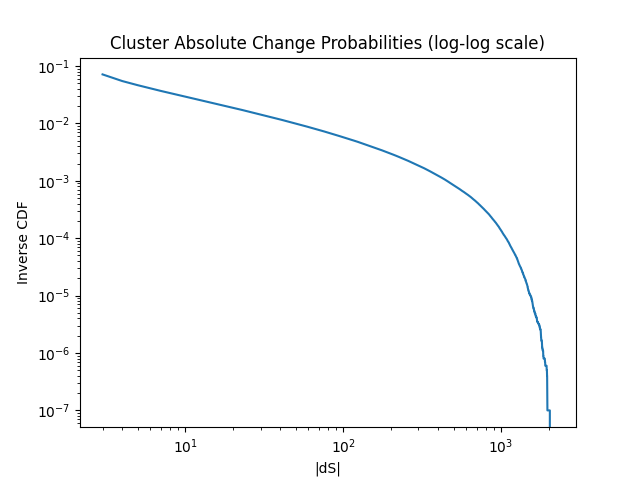 Cluster Absolute Change Probabilities (log-log scale)
10⁻¹
10⁻²
10⁻³
10⁻⁴
10⁻⁵
10⁻⁶
10⁻⁷
Inverse CDF
10¹ 10² 10³
|dS|